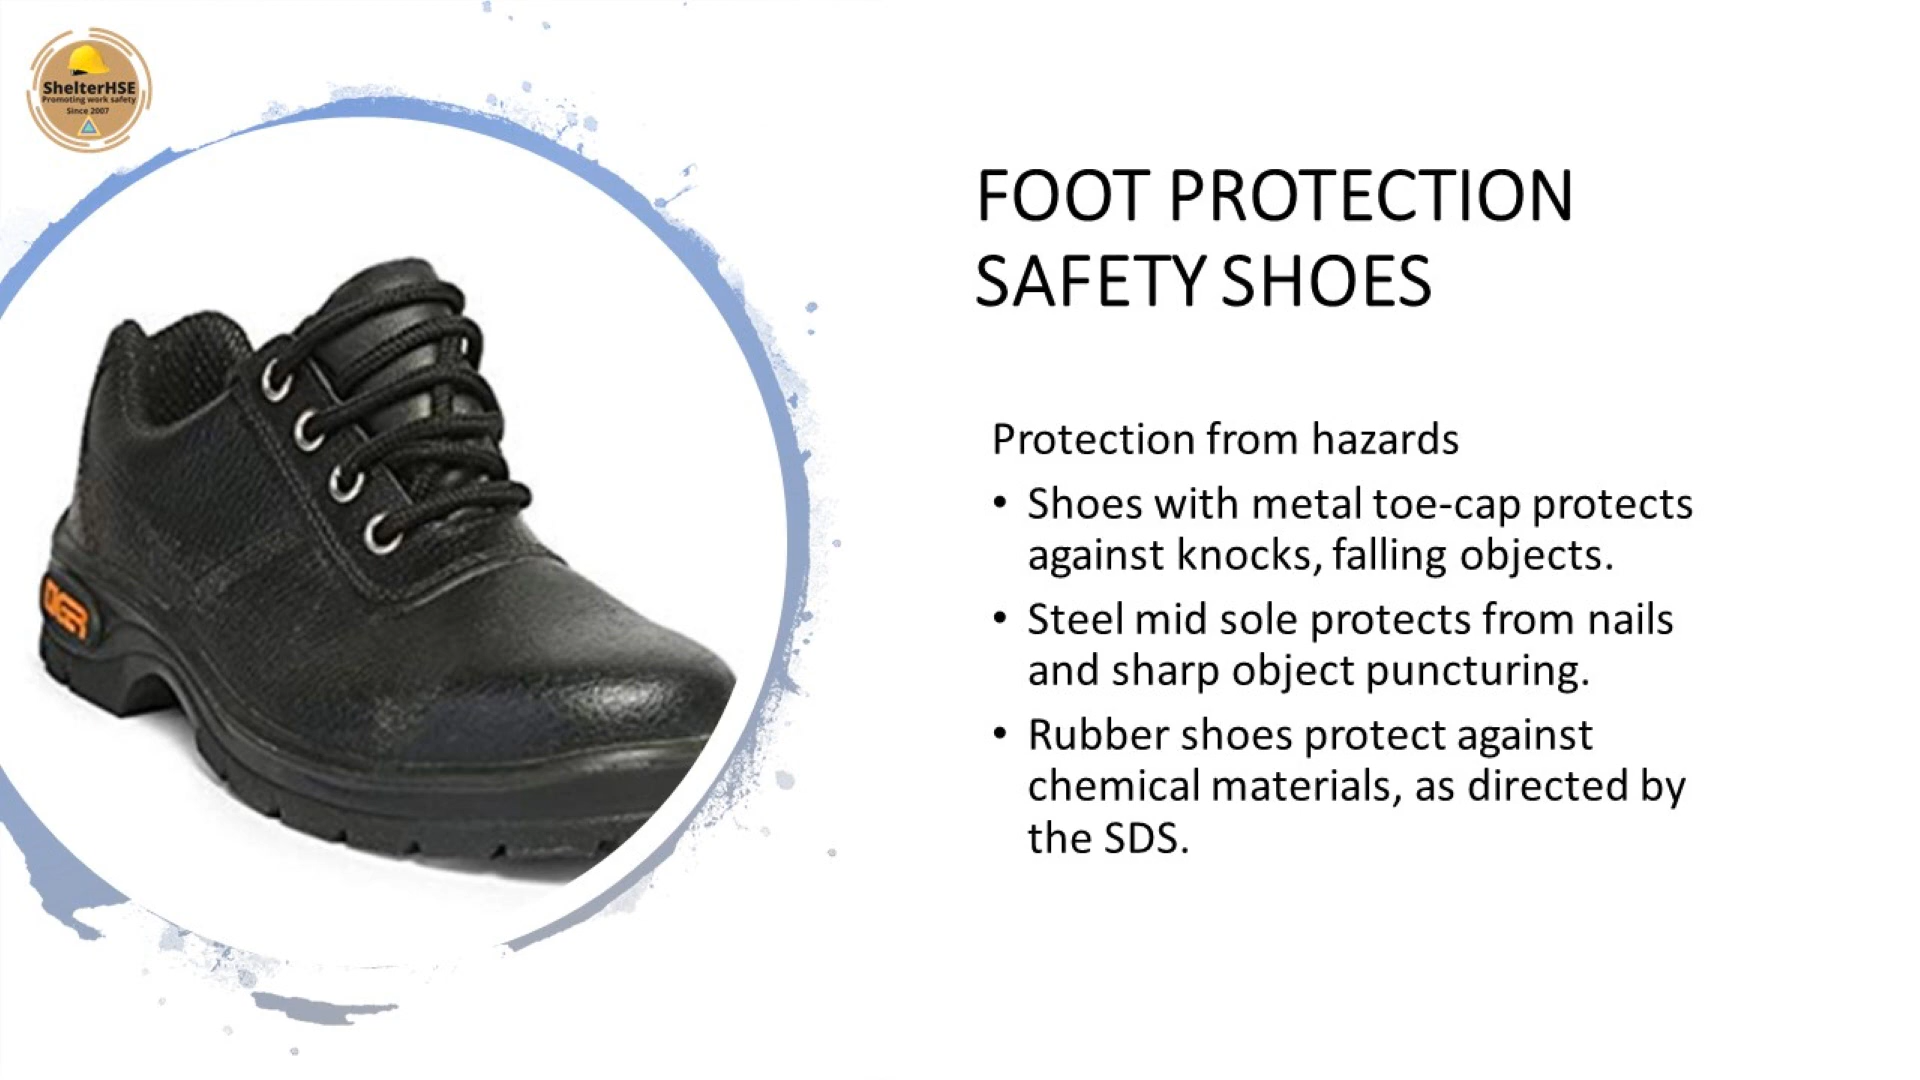 ShelterHSE
Promoting work safety
Since 2007
FOOT PROTECTION
SAFETY SHOES
Protection from hazards
• Shoes with metal toe-cap protects
against knocks, falling objects.
• Steel mid sole protects from nails
and sharp object puncturing.
• Rubber shoes protect against
chemical materials, as directed by
the SDS.